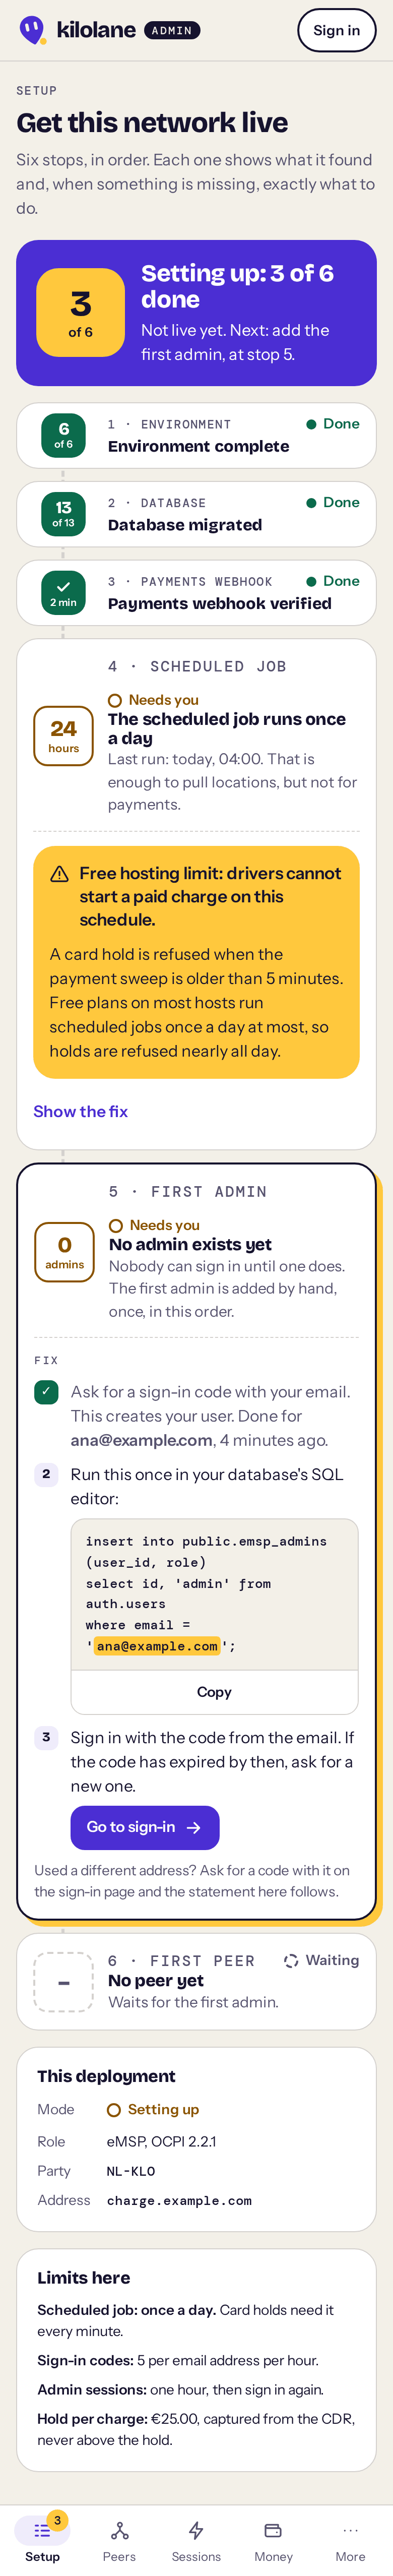 kilolane ADMIN Sign in
SETUP
Get this network live
Six stops, in order. Each one shows what it found
and, when something is missing, exactly what to
do.
3
of 6
Setting up: 3 of 6
done
Not live yet. Next: add the
first admin, at stop 5.
6
of 6
1 · ENVIRONMENT Done
Environment complete
13
of 13
2 · DATABASE Done
Database migrated
2 min
3 · PAYMENTS WEBHOOK Done
Payments webhook verified
4 · SCHEDULED JOB
24
hours
Needs you
The scheduled job runs once
a day
Last run: today, 04:00. That is
enough to pull locations, but not for
payments.
Free hosting limit: drivers cannot
start a paid charge on this
schedule.
A card hold is refused when the
payment sweep is older than 5 minutes.
Free plans on most hosts run
scheduled jobs once a day at most, so
holds are refused nearly all day.
Show the fix
5 · FIRST ADMIN
0
admins
Needs you
No admin exists yet
Nobody can sign in until one does.
The first admin is added by hand,
once, in this order.
FIX
✓ Ask for a sign-in code with your email.
This creates your user. Done for
ana@example.com, 4 minutes ago.
2 Run this once in your database's SQL
editor:
insert into public.emsp_admins
(user_id, role)
select id, 'admin' from
auth.users
where email =
'ana@example.com';
Copy
3 Sign in with the code from the email. If
the code has expired by then, ask for a
new one.
Go to sign-in →
Used a different address? Ask for a code with it on
the sign-in page and the statement here follows.
–
6 · FIRST PEER Waiting
No peer yet
Waits for the first admin.
This deployment
Mode Setting up
Role eMSP, OCPI 2.2.1
Party NL-KLO
Address charge.example.com
Limits here
Scheduled job: once a day. Card holds need it
every minute.
Sign-in codes: 5 per email address per hour.
Admin sessions: one hour, then sign in again.
Hold per charge: €25.00, captured from the CDR,
never above the hold.
3
Setup Peers Sessions Money More